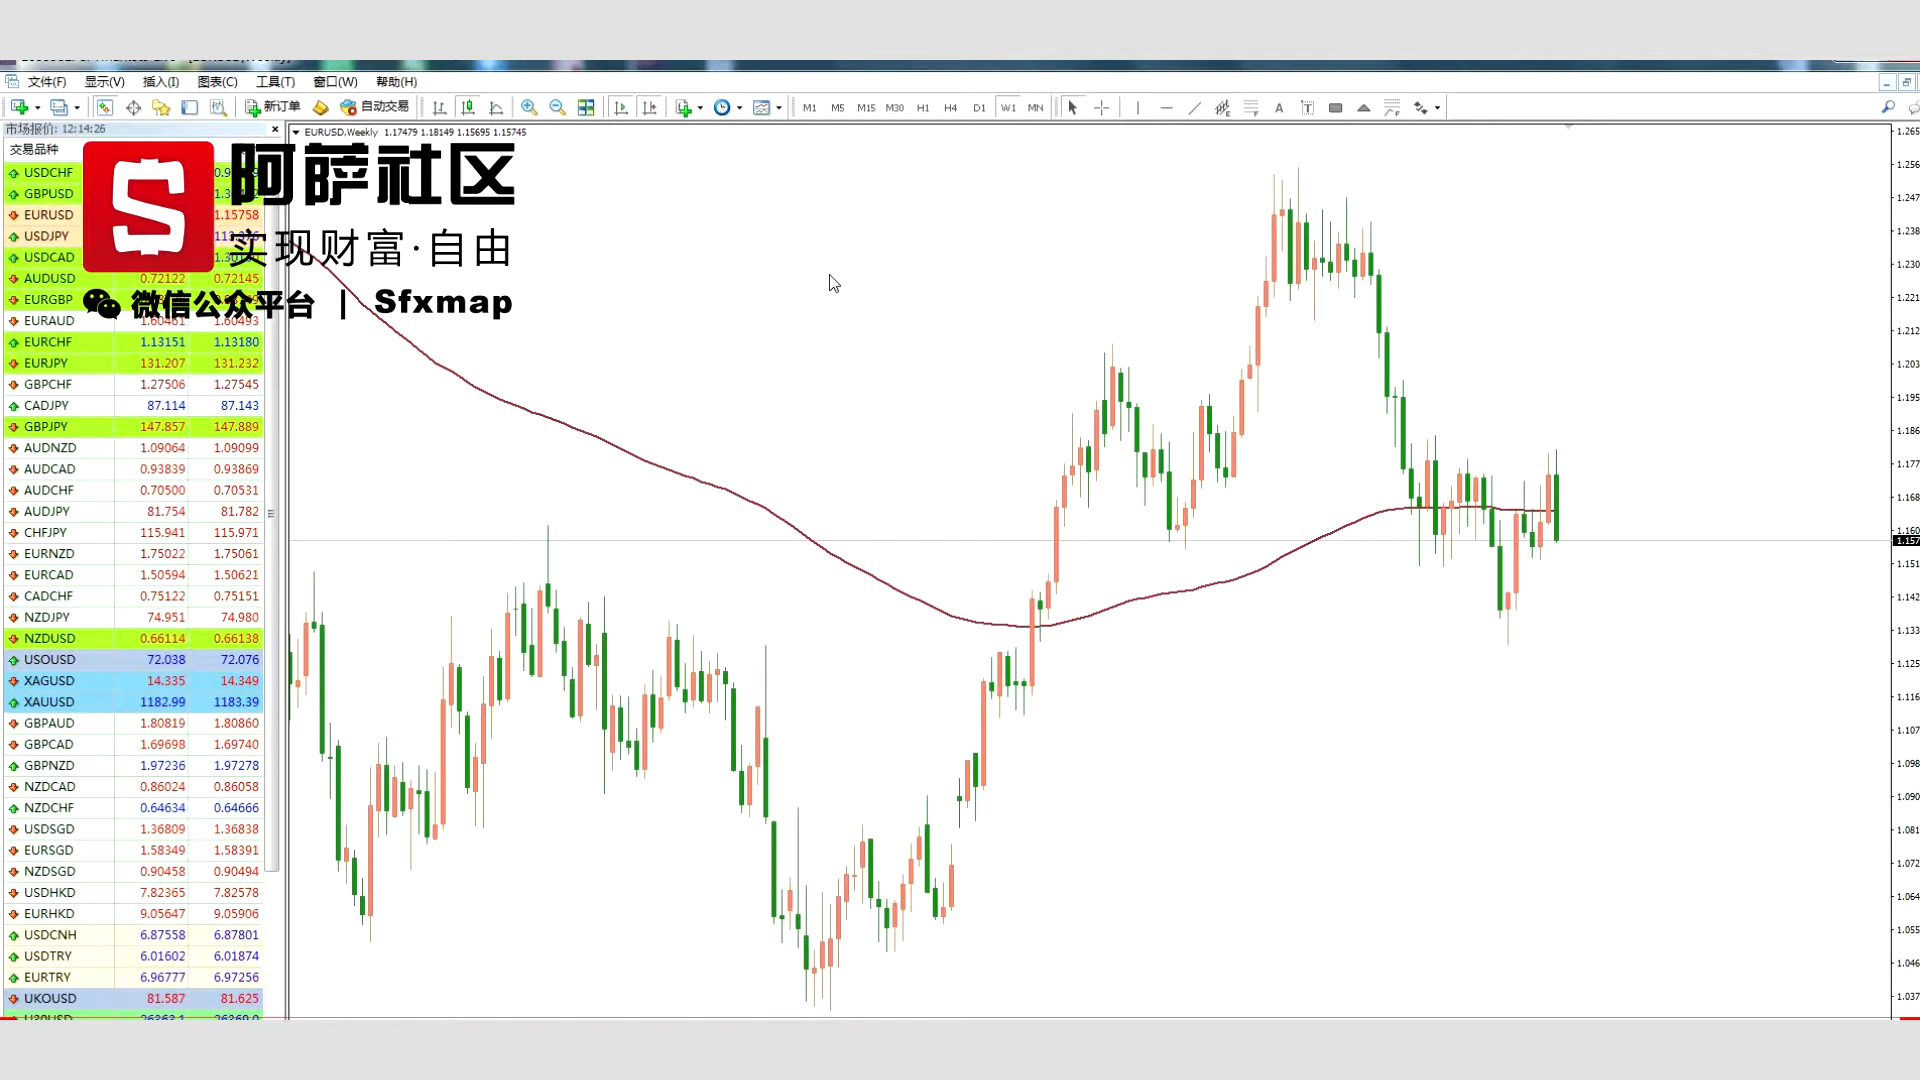 文件(F) 显示(V) 插入(I) 图表(C) 工具(T) 窗口(W) 帮助(H)
新订单 自动交易 M1 M5 M15 M30 H1 H4 D1 W1 MN
市场报价: 12:14:26
交易品种
EURUSD,Weekly 1.17479 1.18149 1.15695 1.15745
阿萨社区
实现财富·自由
微信公众平台 | Sfxmap
USDCHF
GBPUSD
EURUSD 1.15758
USDJPY
USDCAD
AUDUSD 0.72122 0.72145
EURGBP
EURAUD 1.60461 1.60493
EURCHF 1.13151 1.13180
EURJPY 131.207 131.232
GBPCHF 1.27506 1.27545
CADJPY 87.114 87.143
GBPJPY 147.857 147.889
AUDNZD 1.09064 1.09099
AUDCAD 0.93839 0.93869
AUDCHF 0.70500 0.70531
AUDJPY 81.754 81.782
CHFJPY 115.941 115.971
EURNZD 1.75022 1.75061
EURCAD 1.50594 1.50621
CADCHF 0.75122 0.75151
NZDJPY 74.951 74.980
NZDUSD 0.66114 0.66138
USOUSD 72.038 72.076
XAGUSD 14.335 14.349
XAUUSD 1182.99 1183.39
GBPAUD 1.80819 1.80860
GBPCAD 1.69698 1.69740
GBPNZD 1.97236 1.97278
NZDCAD 0.86024 0.86058
NZDCHF 0.64634 0.64666
USDSGD 1.36809 1.36838
EURSGD 1.58349 1.58391
NZDSGD 0.90458 0.90494
USDHKD 7.82365 7.82578
EURHKD 9.05647 9.05906
USDCNH 6.87558 6.87801
USDTRY 6.01602 6.01874
EURTRY 6.96777 6.97256
UKOUSD 81.587 81.625
1.265
1.256
1.247
1.238
1.230
1.221
1.212
1.203
1.195
1.186
1.177
1.168
1.160
1.157
1.151
1.142
1.133
1.125
1.116
1.107
1.098
1.090
1.081
1.072
1.064
1.055
1.046
1.037